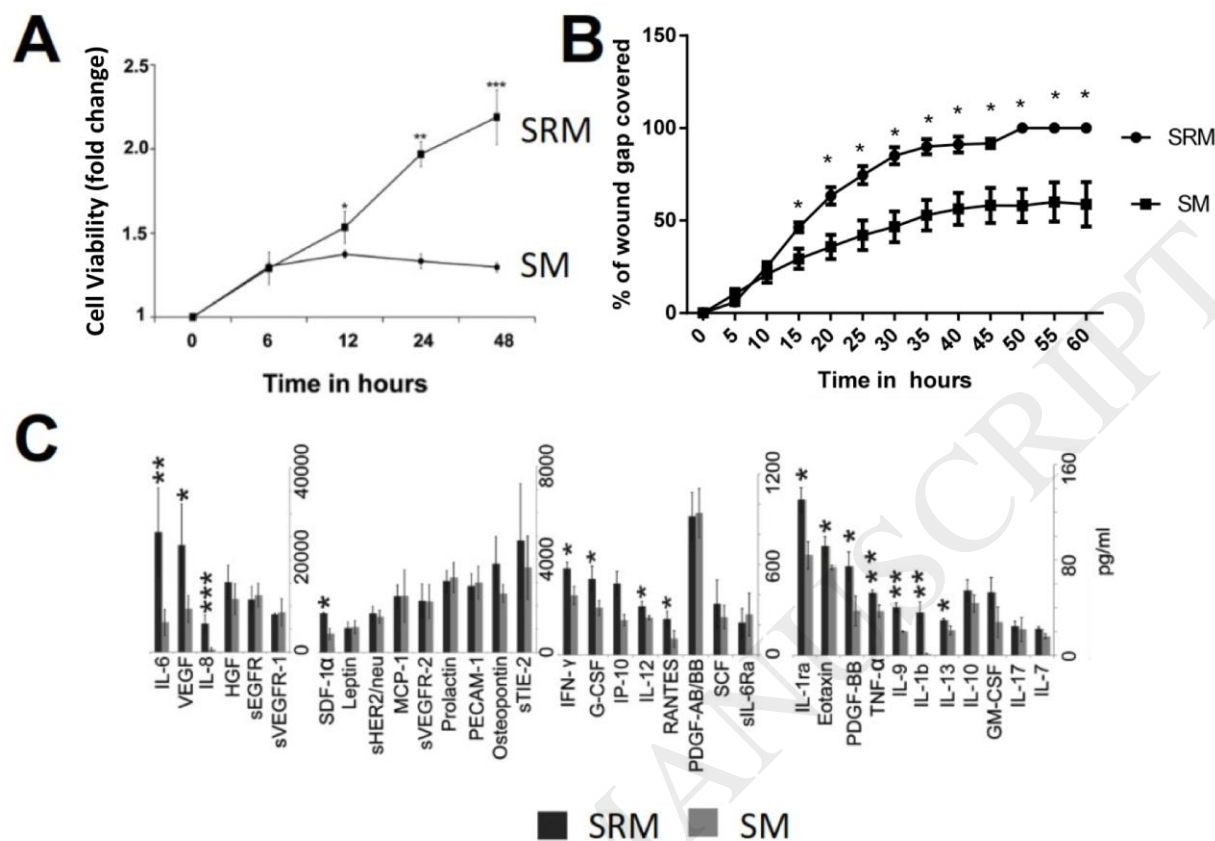 A
Cell Viability (fold change)
2.5
2.0
1.5
1
*
**
***
SRM
SM
0 6 12 24 48
Time in hours
B
% of wound gap covered
150
100
50
0
* * * * * * * * * *
SRM
SM
0 5 10 15 20 25 30 35 40 45 50 55 60
Time in hours
C
** * ***
IL-6 VEGF IL-8 HGF sEGFR sVEGFR-1
0 10000 20000 40000
*
SDF-1α Leptin sHER2/neu MCP-1 sVEGFR-2 Prolactin PECAM-1 Osteopontin sTIE-2
0 4000 8000
* * * *
IFN-γ G-CSF IP-10 IL-12 RANTES PDGF-AB/BB SCF sIL-6Ra
0 600 1200
* * * ** ** ** *
IL-1ra Eotaxin PDGF-BB TNF-α IL-9 IL-1b IL-13 IL-10 GM-CSF IL-17 IL-7
0 40 80 160
pg/ml
SRM SM
MANUSCRIPT